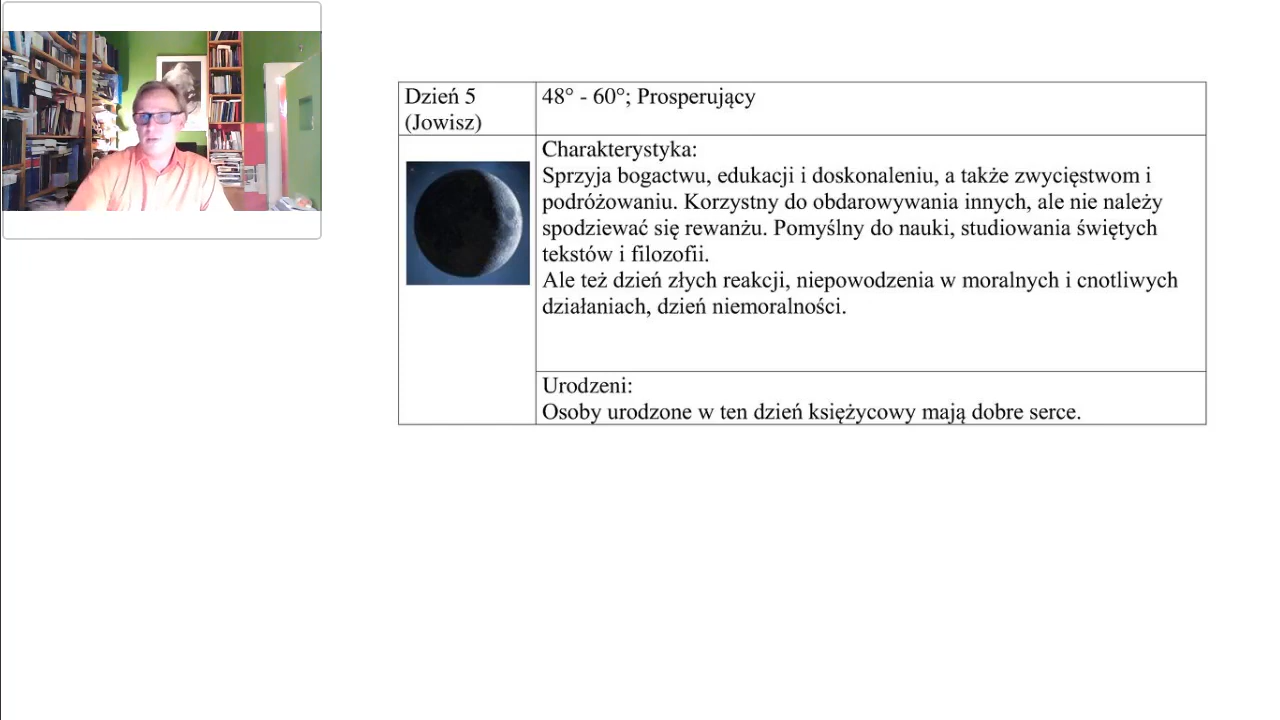 Dzień 5
(Jowisz)
48° - 60°; Prosperujący
Charakterystyka:
Sprzyja bogactwu, edukacji i doskonaleniu, a także zwycięstwom i
podróżowaniu. Korzystny do obdarowywania innych, ale nie należy
spodziewać się rewanżu. Pomyślny do nauki, studiowania świętych
tekstów i filozofii.
Ale też dzień złych reakcji, niepowodzenia w moralnych i cnotliwych
działaniach, dzień niemoralności.
Urodzeni:
Osoby urodzone w ten dzień księżycowy mają dobre serce.